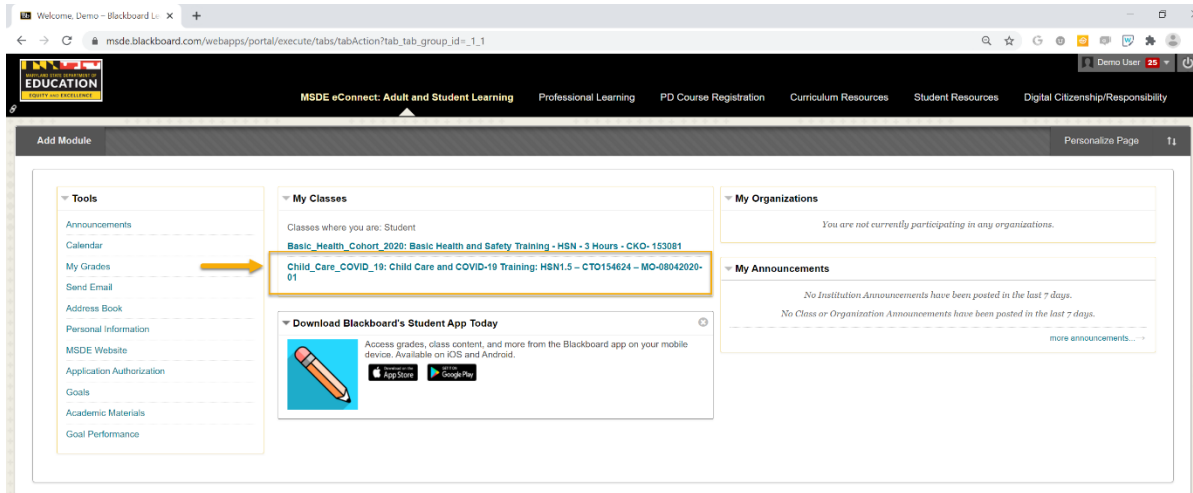 Welcome, Demo – Blackboard Le
msde.blackboard.com/webapps/portal/execute/tabs/tabAction?tab_tab_group_id=_1_1
MARYLAND STATE DEPARTMENT OF
EDUCATION
EQUITY AND EXCELLENCE
Demo User 25
MSDE eConnect: Adult and Student Learning Professional Learning PD Course Registration Curriculum Resources Student Resources Digital Citizenship/Responsibility
Add Module
Personalize Page
Tools
Announcements
Calendar
My Grades
Send Email
Address Book
Personal Information
MSDE Website
Application Authorization
Goals
Academic Materials
Goal Performance
My Classes
Classes where you are: Student
Basic_Health_Cohort_2020: Basic Health and Safety Training - HSN - 3 Hours - CKO- 153081
Child_Care_COVID_19: Child Care and COVID-19 Training: HSN1.5 – CTO154624 – MO-08042020-
01
Download Blackboard's Student App Today
Access grades, class content, and more from the Blackboard app on your mobile
device. Available on iOS and Android.
Download on the
App Store
GET IT ON
Google Play
My Organizations
You are not currently participating in any organizations.
My Announcements
No Institution Announcements have been posted in the last 7 days.
No Class or Organization Announcements have been posted in the last 7 days.
more announcements...